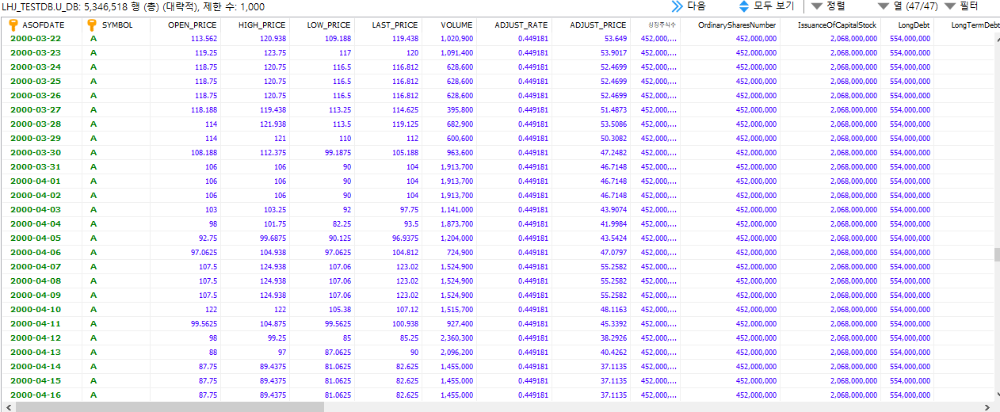 LHJ_TESTDB.U_DB: 5,346,518 행 (총) (대략적), 제한 수: 1,000 다음 모두 보기 정렬 열 (47/47) 필터
ASOFDATE SYMBOL OPEN_PRICE HIGH_PRICE LOW_PRICE LAST_PRICE VOLUME ADJUST_RATE ADJUST_PRICE 상장주식수 OrdinarySharesNumber IssuanceOfCapitalStock LongDebt LongTermDebt
2000-03-22 A 113.562 120.938 109.188 119.438 1,020,900 0.449181 53.649 452,000,... 452,000,000 2,068,000,000 554,000,000
2000-03-23 A 119.25 123.75 117 120 1,091,400 0.449181 53.9017 452,000,... 452,000,000 2,068,000,000 554,000,000
2000-03-24 A 118.75 120.75 116.5 116.812 628,600 0.449181 52.4699 452,000,... 452,000,000 2,068,000,000 554,000,000
2000-03-25 A 118.75 120.75 116.5 116.812 628,600 0.449181 52.4699 452,000,... 452,000,000 2,068,000,000 554,000,000
2000-03-26 A 118.75 120.75 116.5 116.812 628,600 0.449181 52.4699 452,000,... 452,000,000 2,068,000,000 554,000,000
2000-03-27 A 118.188 119.438 113.25 114.625 395,800 0.449181 51.4873 452,000,... 452,000,000 2,068,000,000 554,000,000
2000-03-28 A 114 121.938 113.5 119.125 682,900 0.449181 53.5086 452,000,... 452,000,000 2,068,000,000 554,000,000
2000-03-29 A 114 121 110 112 600,600 0.449181 50.3082 452,000,... 452,000,000 2,068,000,000 554,000,000
2000-03-30 A 108.188 112.375 99.1875 105.188 963,600 0.449181 47.2482 452,000,... 452,000,000 2,068,000,000 554,000,000
2000-03-31 A 106 106 90 104 1,913,700 0.449181 46.7148 452,000,... 452,000,000 2,068,000,000 554,000,000
2000-04-01 A 106 106 90 104 1,913,700 0.449181 46.7148 452,000,... 452,000,000 2,068,000,000 554,000,000
2000-04-02 A 106 106 90 104 1,913,700 0.449181 46.7148 452,000,... 452,000,000 2,068,000,000 554,000,000
2000-04-03 A 103 103.25 92 97.75 1,141,000 0.449181 43.9074 452,000,... 452,000,000 2,068,000,000 554,000,000
2000-04-04 A 98 101.75 82.25 93.5 1,873,700 0.449181 41.9984 452,000,... 452,000,000 2,068,000,000 554,000,000
2000-04-05 A 92.75 99.6875 90.125 96.9375 1,204,000 0.449181 43.5424 452,000,... 452,000,000 2,068,000,000 554,000,000
2000-04-06 A 97.0625 104.938 97.0625 104.812 724,900 0.449181 47.0797 452,000,... 452,000,000 2,068,000,000 554,000,000
2000-04-07 A 107.5 124.938 107.06 123.02 1,524,900 0.449181 55.2582 452,000,... 452,000,000 2,068,000,000 554,000,000
2000-04-08 A 107.5 124.938 107.06 123.02 1,524,900 0.449181 55.2582 452,000,... 452,000,000 2,068,000,000 554,000,000
2000-04-09 A 107.5 124.938 107.06 123.02 1,524,900 0.449181 55.2582 452,000,... 452,000,000 2,068,000,000 554,000,000
2000-04-10 A 122 122 105.38 107.12 1,515,700 0.449181 48.1163 452,000,... 452,000,000 2,068,000,000 554,000,000
2000-04-11 A 99.5625 104.875 99.5625 100.938 927,400 0.449181 45.3392 452,000,... 452,000,000 2,068,000,000 554,000,000
2000-04-12 A 98 99.25 85 85.25 2,360,300 0.449181 38.2926 452,000,... 452,000,000 2,068,000,000 554,000,000
2000-04-13 A 88 97 87.0625 90 2,096,200 0.449181 40.4262 452,000,... 452,000,000 2,068,000,000 554,000,000
2000-04-14 A 87.75 89.4375 81.0625 82.625 1,455,000 0.449181 37.1135 452,000,... 452,000,000 2,068,000,000 554,000,000
2000-04-15 A 87.75 89.4375 81.0625 82.625 1,455,000 0.449181 37.1135 452,000,... 452,000,000 2,068,000,000 554,000,000
2000-04-16 A 87.75 89.4375 81.0625 82.625 1,455,000 0.449181 37.1135 452,000,... 452,000,000 2,068,000,000 554,000,000